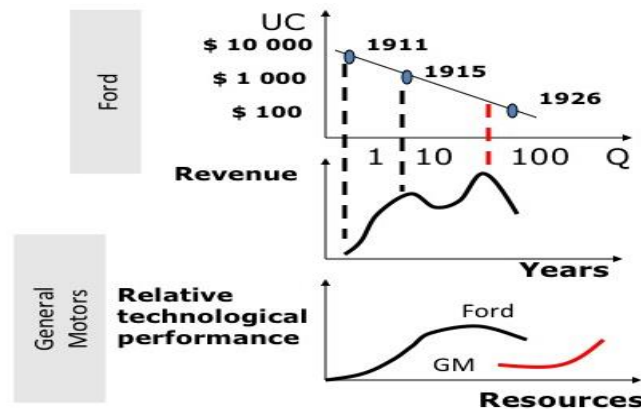 UC
$ 10 000
1911
$ 1 000
1915
$ 100
1926
Ford
1 10 100 Q
Revenue
Years
General
Motors
Relative
technological
performance
Ford
GM
Resources